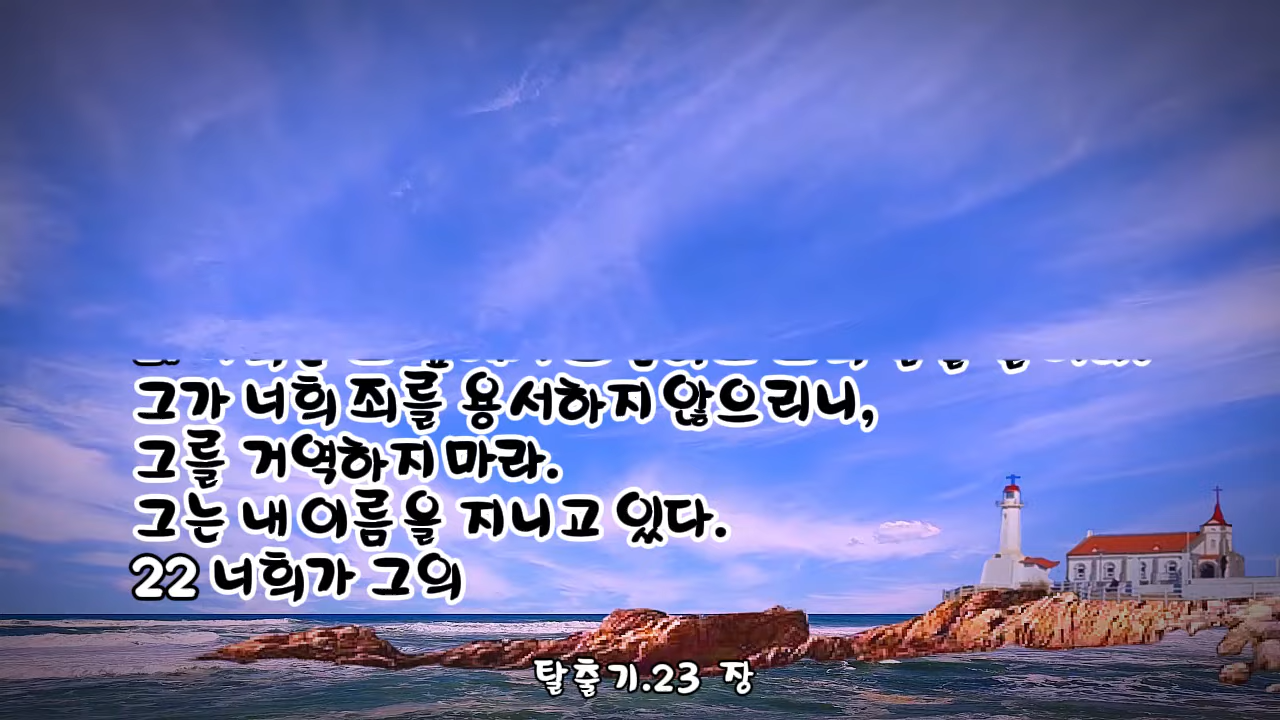 그가 너희 죄를 용서하지 않으리니,
그를 거역하지 마라.
그는 내 이름을 지니고 있다.
22 너희가 그의
탈출기.23 장